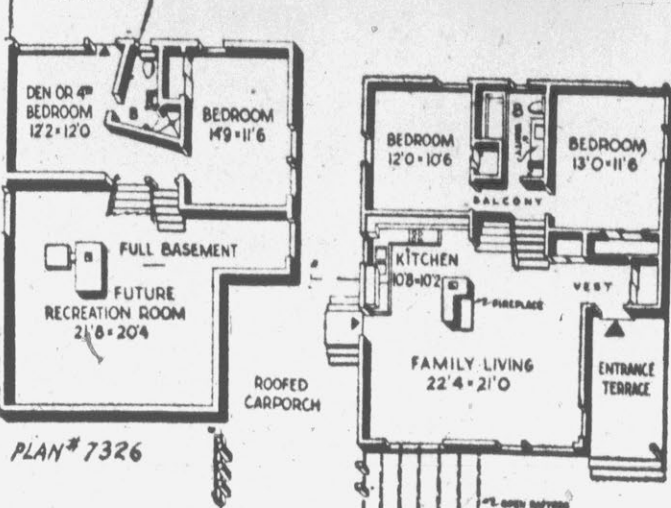 DEN OR 4TH
BEDROOM
12'2 × 12'0
B
BEDROOM
14'9 × 11'6
FULL BASEMENT
FUTURE
RECREATION ROOM
21'8 × 20'4
ROOFED
CARPORCH
PLAN # 7326
BEDROOM
12'0 × 10'6
B
BEDROOM
13'0 × 11'6
BALCONY
KITCHEN
10'8 × 10'2
FIREPLACE
VEST
FAMILY LIVING
22'4 × 21'0
ENTRANCE
TERRACE
OPEN RAFTERS